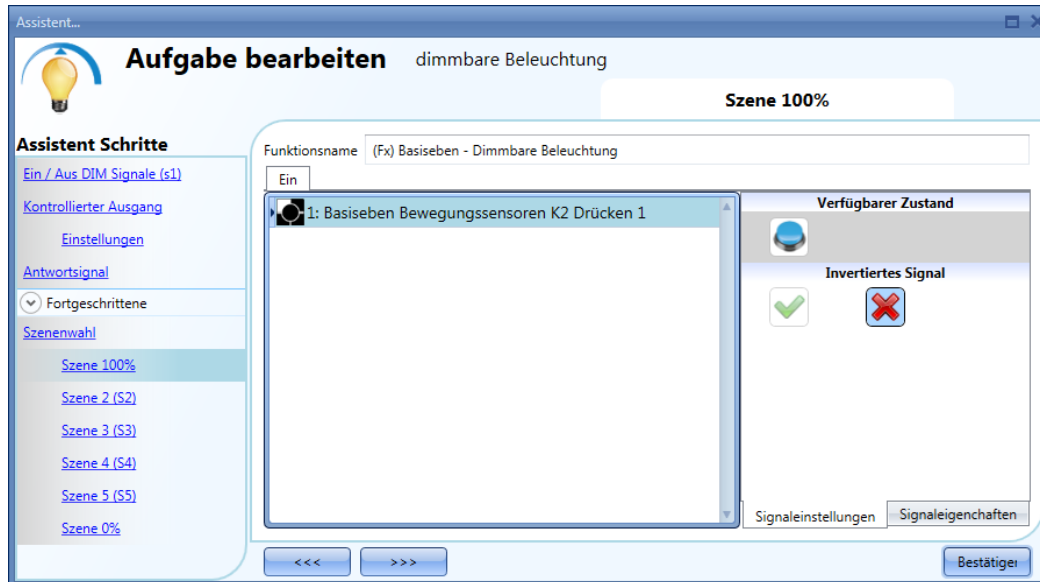 Assistent...
Aufgabe bearbeiten dimmbare Beleuchtung
Szene 100%
Assistent Schritte
Ein / Aus DIM Signale (s1)
Kontrollierter Ausgang
Einstellungen
Antwortsignal
Fortgeschrittene
Szenenwahl
Szene 100%
Szene 2 (S2)
Szene 3 (S3)
Szene 4 (S4)
Szene 5 (S5)
Szene 0%
Funktionsname (Fx) Basiseben - Dimmbare Beleuchtung
Ein
1: Basiseben Bewegungssensoren K2 Drücken 1
Verfügbarer Zustand
Invertiertes Signal
Signaleinstellungen Signaleigenchaften
<<< >>> Bestätiger